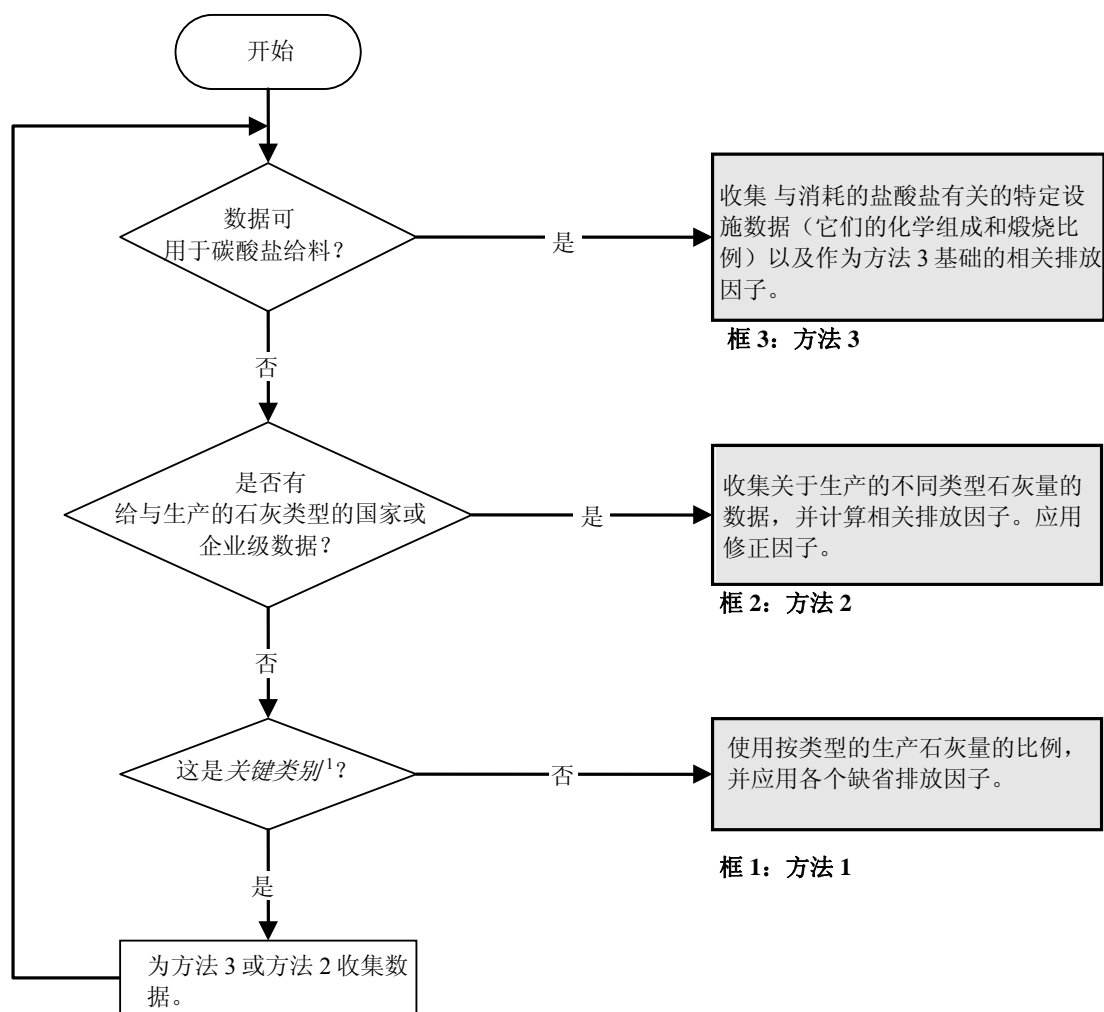 开始
数据可
用于碳酸盐给料？
是
收集 与消耗的盐酸盐有关的特定设
施数据（它们的化学组成和煅烧比
例）以及作为方法 3 基础的相关排放
因子。
框 3：方法 3
否
是否有
给与生产的石灰类型的国家或
企业级数据？
是
收集关于生产的不同类型石灰量的
数据，并计算相关排放因子。应用
修正因子。
框 2：方法 2
否
这是关键类别¹？
否
使用按类型的生产石灰量的比例，
并应用各个缺省排放因子。
框 1：方法 1
是
为方法 3 或方法 2 收集数
据。